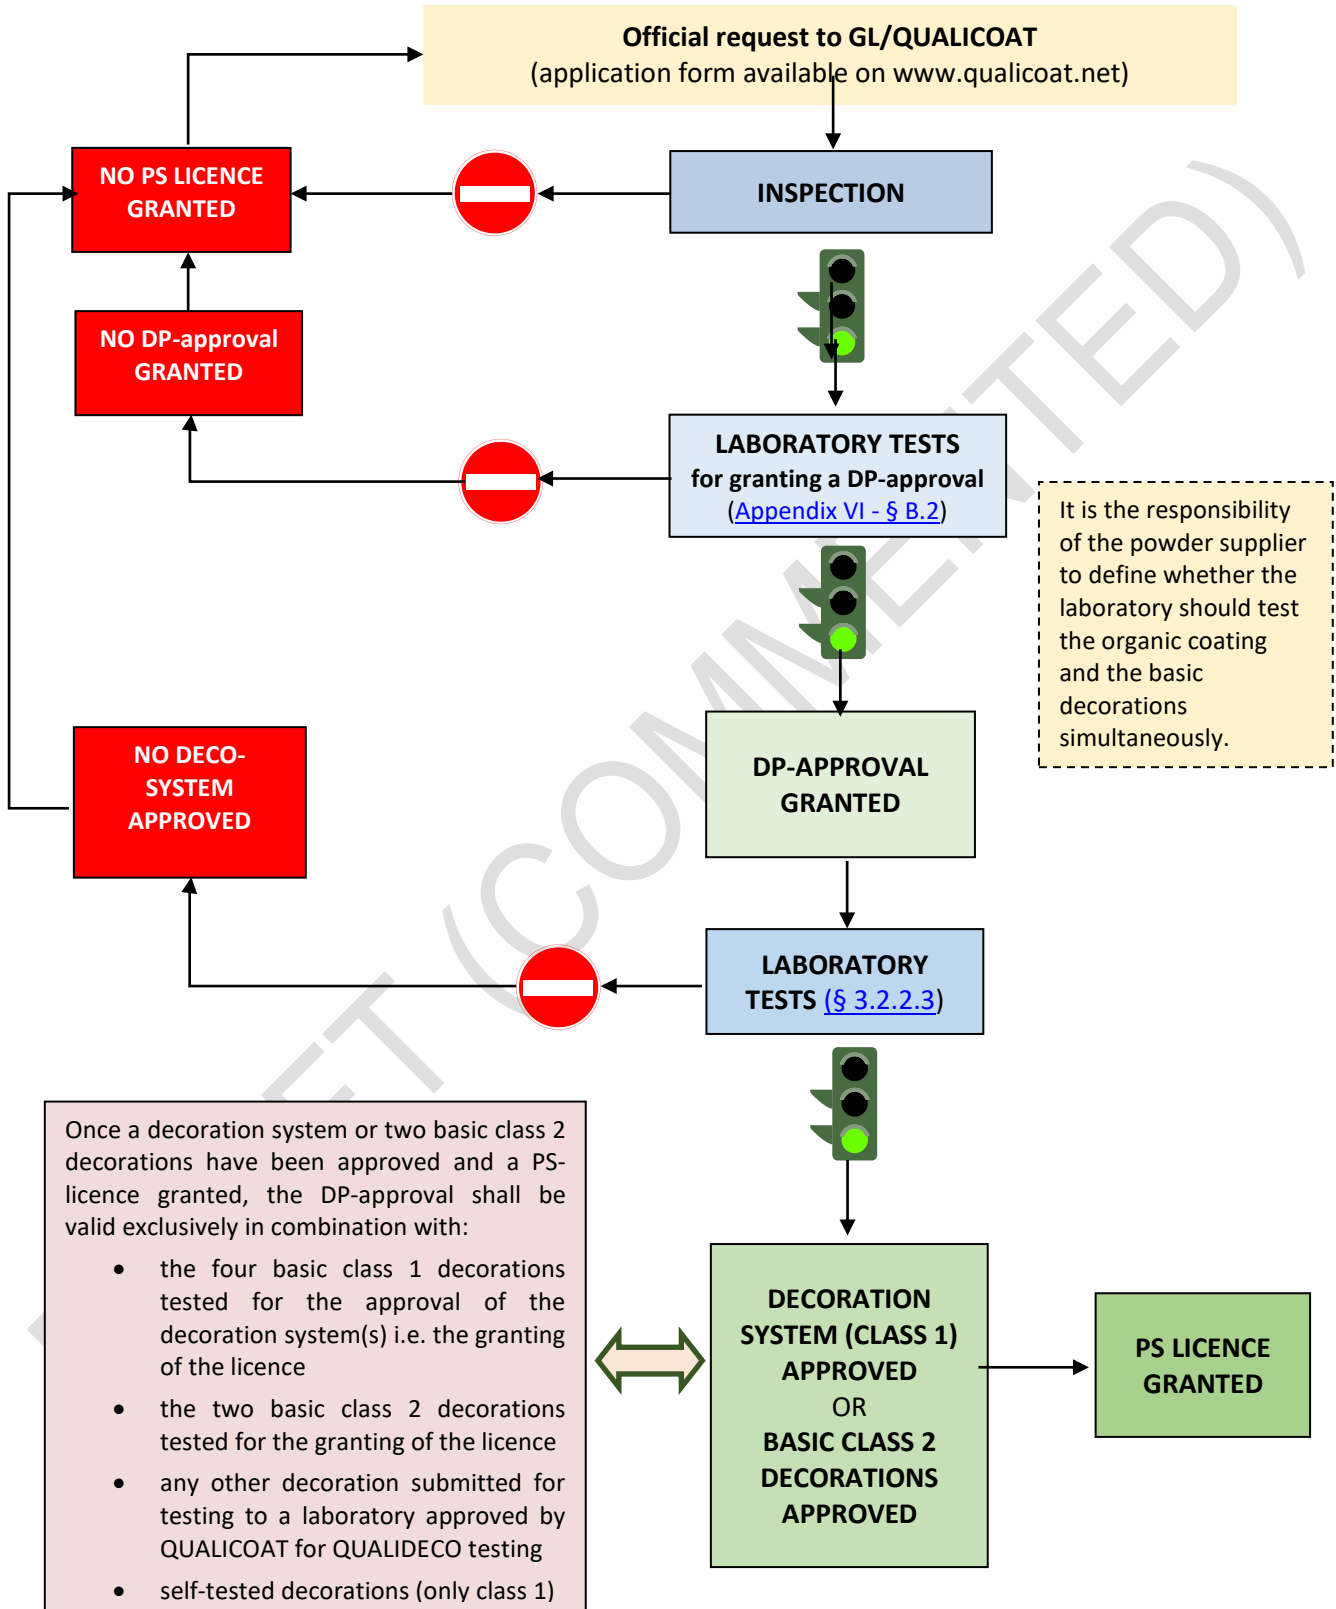 Official request to GL/QUALICOAT
(application form available on www.qualicoat.net)
NO PS LICENCE
GRANTED
INSPECTION
NO DP-approval
GRANTED
LABORATORY TESTS
for granting a DP-approval
(Appendix VI - § B.2)
It is the responsibility
of the powder supplier
to define whether the
laboratory should test
the organic coating
and the basic
decorations
simultaneously.
NO DECO-
SYSTEM
APPROVED
DP-APPROVAL
GRANTED
LABORATORY
TESTS (§ 3.2.2.3)
Once a decoration system or two basic class 2
decorations have been approved and a PS-
licence granted, the DP-approval shall be
valid exclusively in combination with:
• the four basic class 1 decorations
tested for the approval of the
decoration system(s) i.e. the granting
of the licence
• the two basic class 2 decorations
tested for the granting of the licence
• any other decoration submitted for
testing to a laboratory approved by
QUALICOAT for QUALIDECO testing
• self-tested decorations (only class 1)
DECORATION
SYSTEM (CLASS 1)
APPROVED
OR
BASIC CLASS 2
DECORATIONS
APPROVED
PS LICENCE
GRANTED
(COMMENTED)